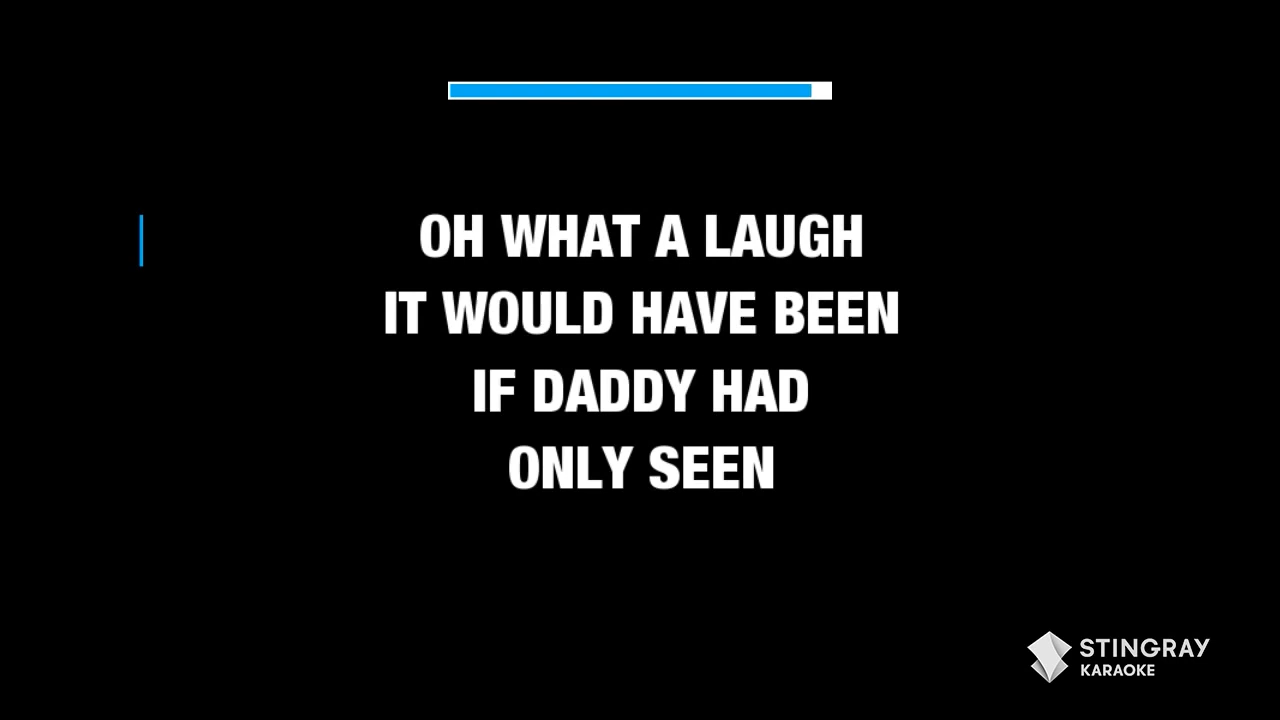 OH WHAT A LAUGH
IT WOULD HAVE BEEN
IF DADDY HAD
ONLY SEEN
STINGRAY
KARAOKE